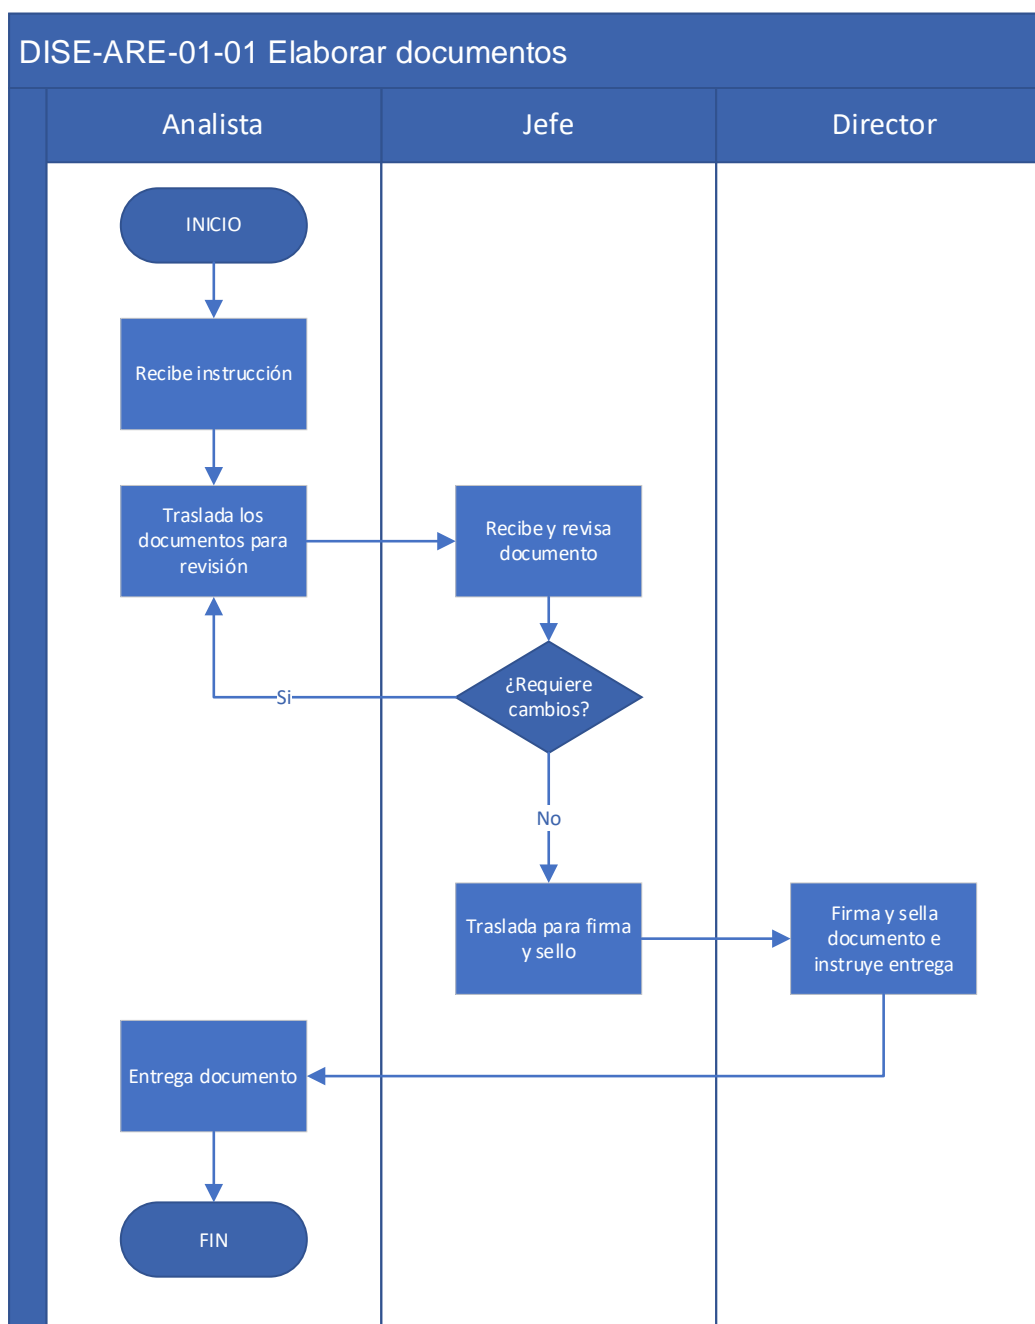 DISE-ARE-01-01 Elaborar documentos
Analista
Jefe
Director
INICIO
Recibe instrucción
Traslada los
documentos para
revisión
Recibe y revisa
documento
¿Requiere
cambios?
Si
No
Traslada para firma
y sello
Firma y sella
documento e
instruye entrega
Entrega documento
FIN